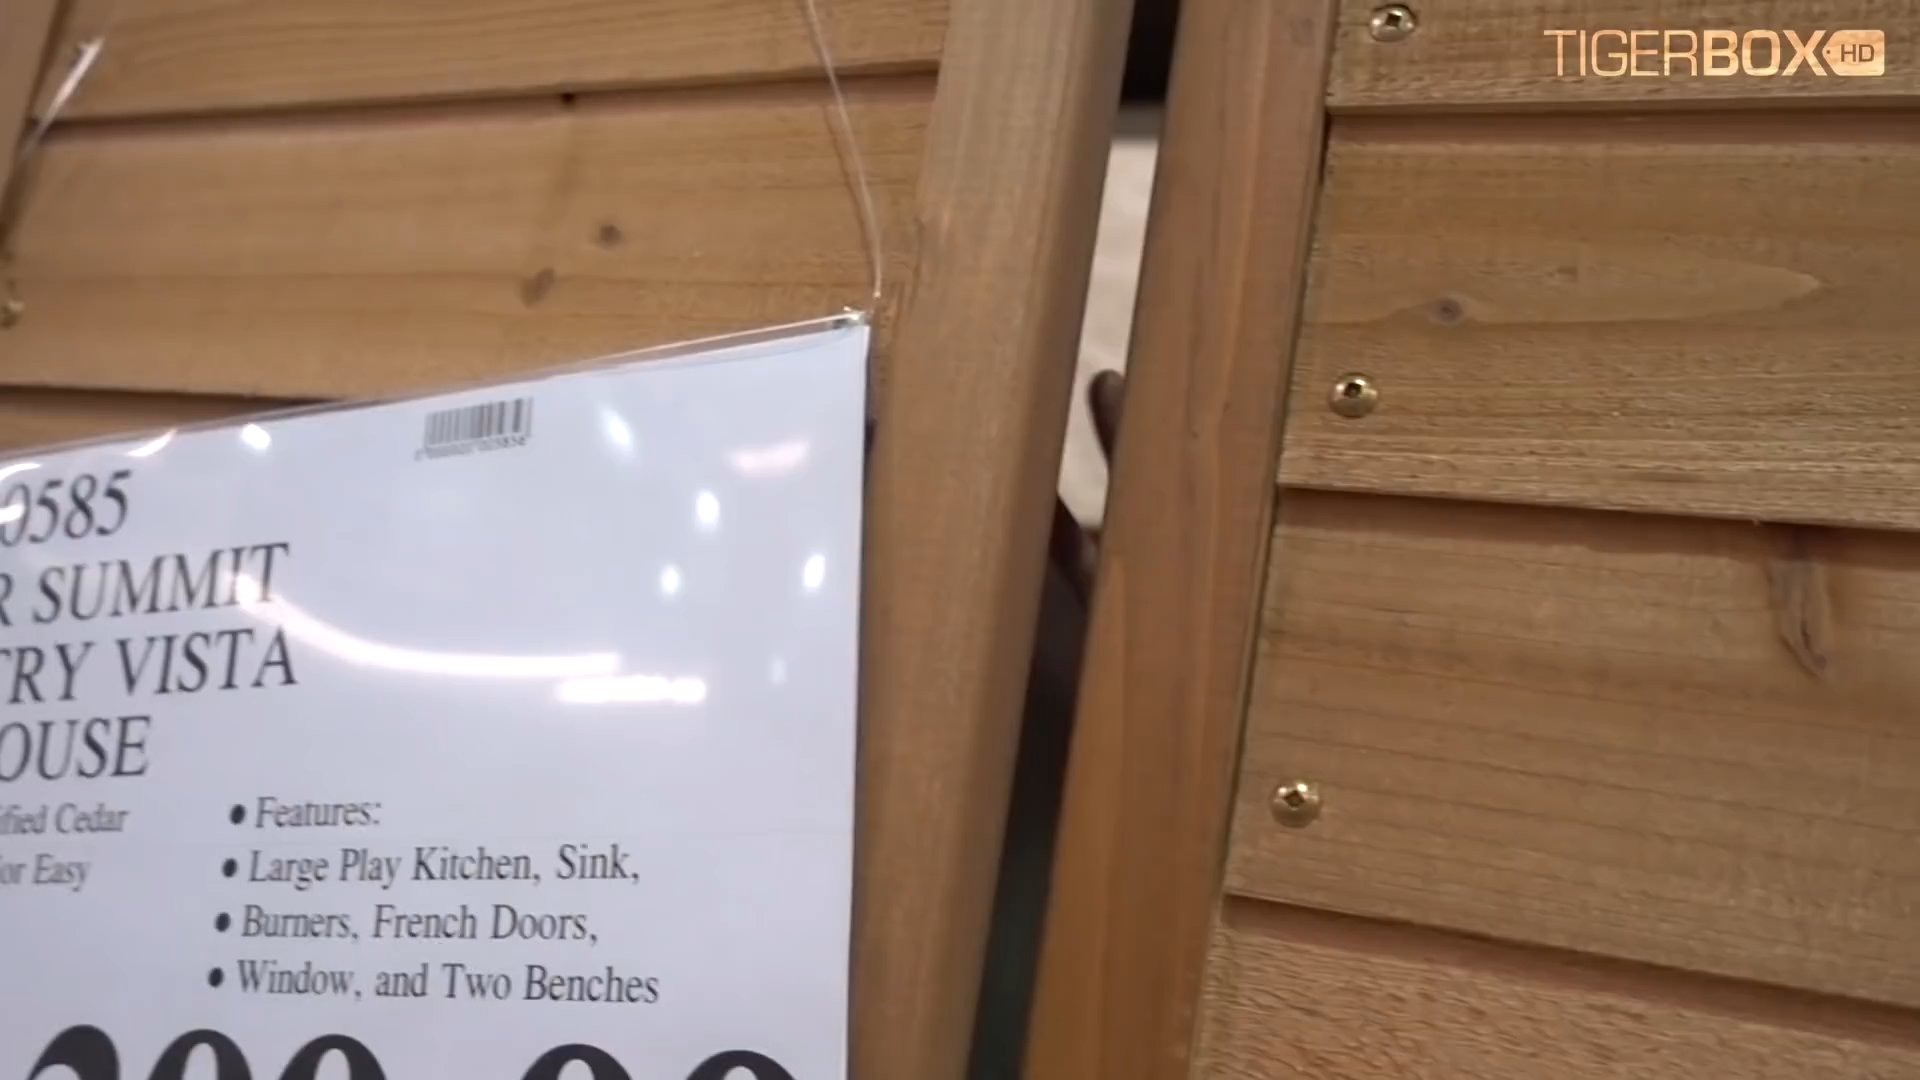 TIGERBOX HD
0585
R SUMMIT
TRY VISTA
OUSE
ified Cedar
or Easy
• Features:
• Large Play Kitchen, Sink,
• Burners, French Doors,
• Window, and Two Benches